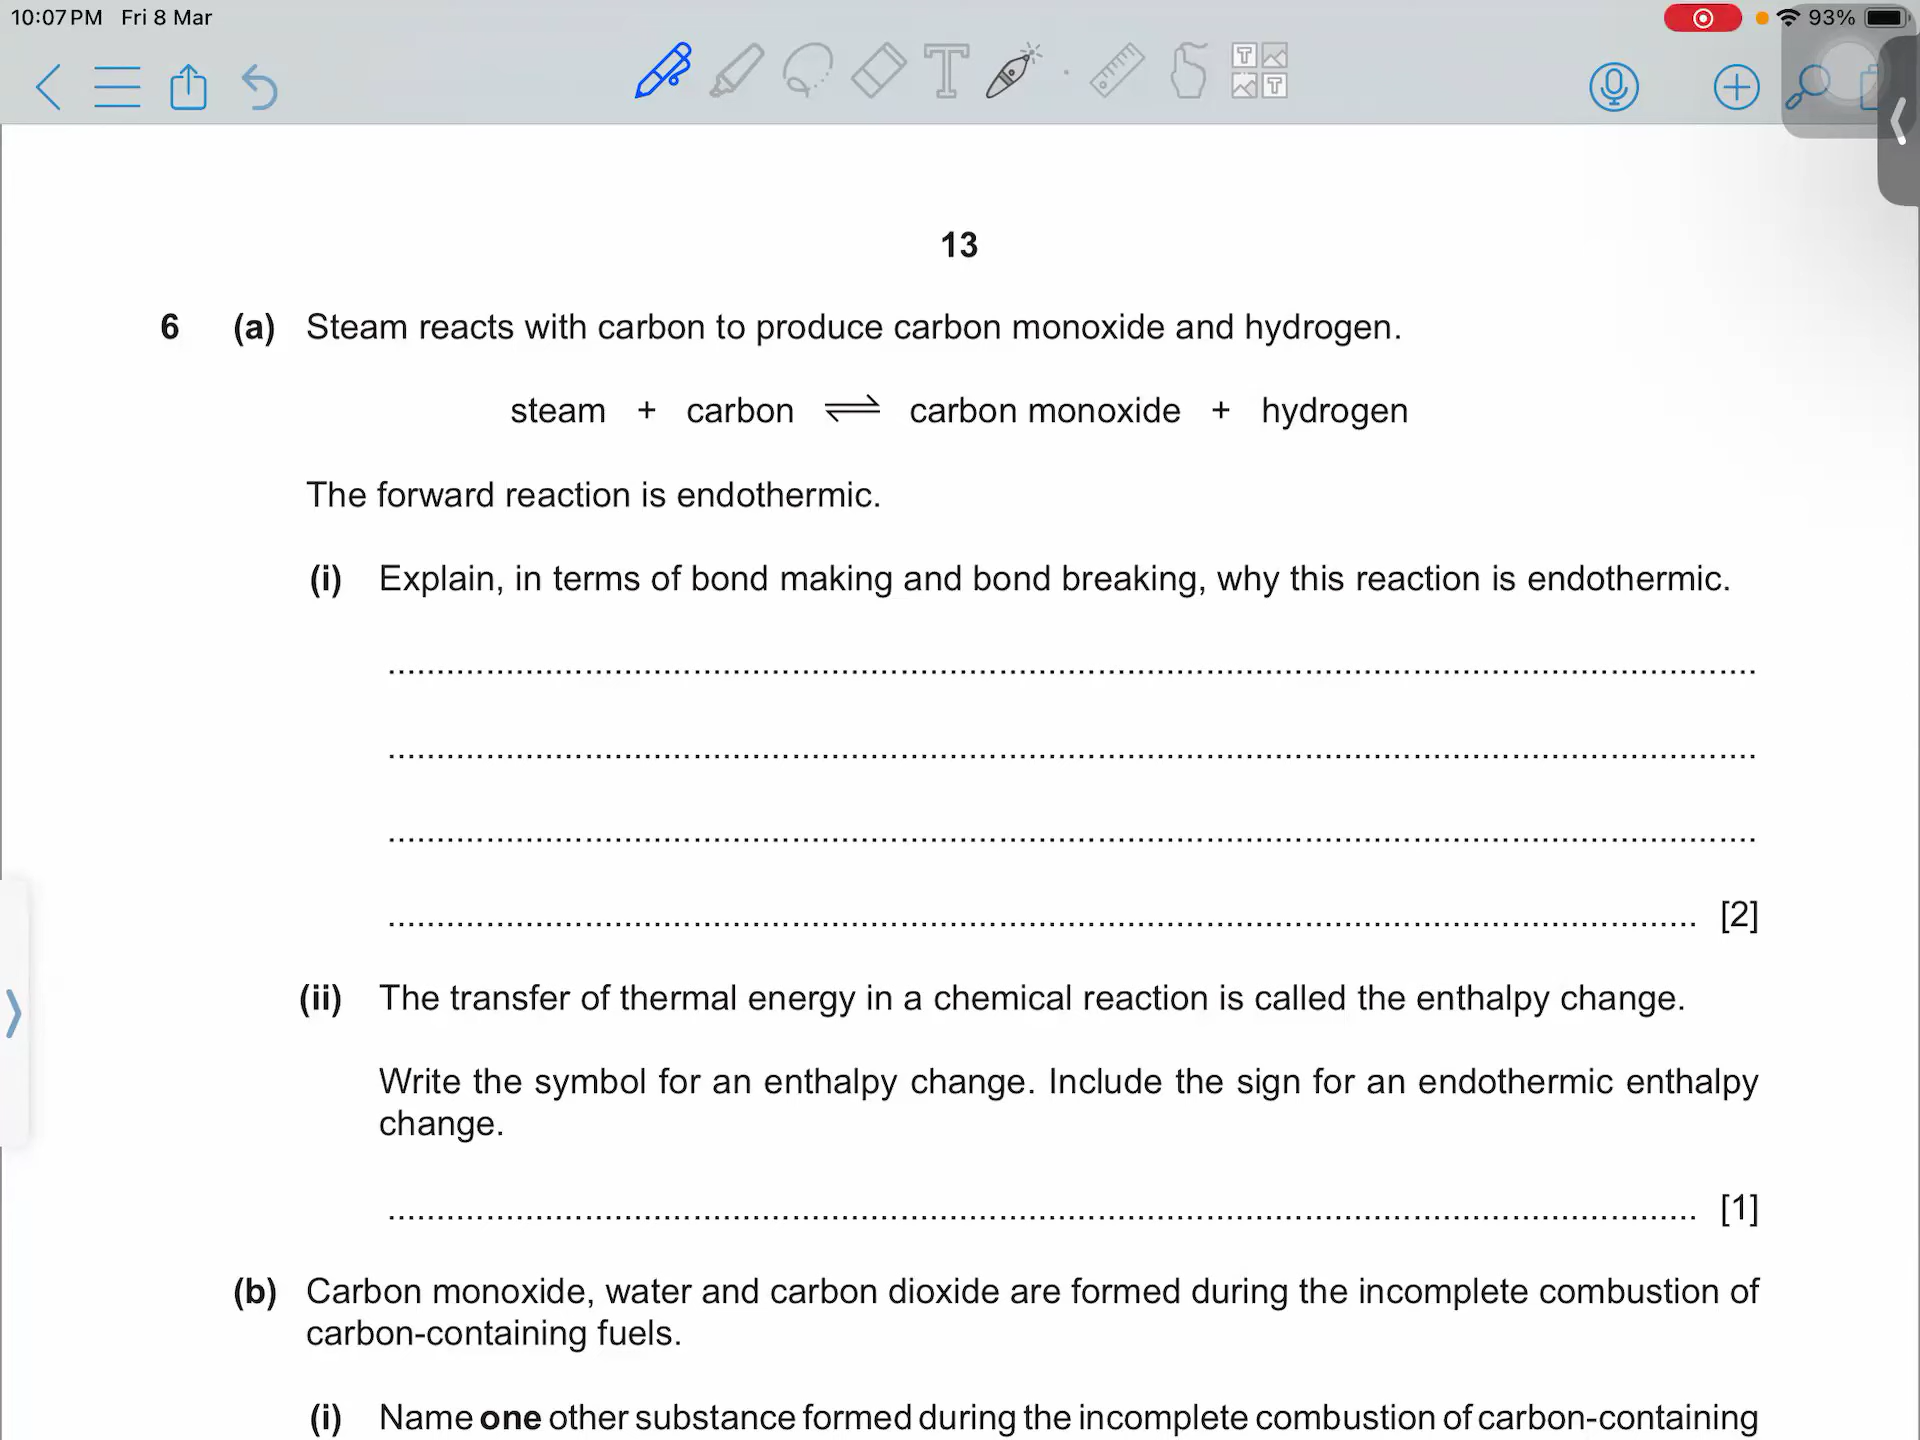 10:07 PM Fri 8 Mar 93%
13
6 (a) Steam reacts with carbon to produce carbon monoxide and hydrogen.
steam + carbon ⇌ carbon monoxide + hydrogen
The forward reaction is endothermic.
(i) Explain, in terms of bond making and bond breaking, why this reaction is endothermic.
[2]
(ii) The transfer of thermal energy in a chemical reaction is called the enthalpy change.
Write the symbol for an enthalpy change. Include the sign for an endothermic enthalpy
change.
[1]
(b) Carbon monoxide, water and carbon dioxide are formed during the incomplete combustion of
carbon-containing fuels.
(i) Name one other substance formed during the incomplete combustion of carbon-containing